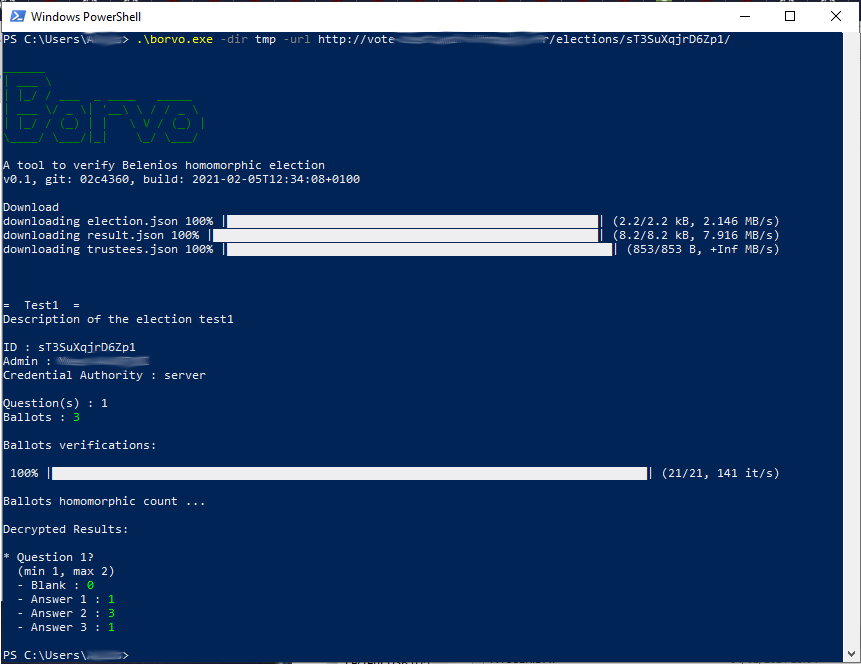 Windows PowerShell
PS C:\Users\A > .\borvo.exe -dir tmp -url http://vote r/elections/sT3SuXqjrD6Zp1/
Borvo
A tool to verify Belenios homomorphic election
v0.1, git: 02c4360, build: 2021-02-05T12:34:08+0100
Download
downloading election.json 100% | | (2.2/2.2 kB, 2.146 MB/s)
downloading result.json 100% | | (8.2/8.2 kB, 7.916 MB/s)
downloading trustees.json 100% | | (853/853 B, +Inf MB/s)
=  Test1  =
Description of the election test1
ID : sT3SuXqjrD6Zp1
Admin :
Credential Authority : server
Question(s) : 1
Ballots : 3
Ballots verifications:
100% | | (21/21, 141 it/s)
Ballots homomorphic count ...
Decrypted Results:
* Question 1?
(min 1, max 2)
- Blank : 0
- Answer 1 : 1
- Answer 2 : 3
- Answer 3 : 1
PS C:\Users\ >